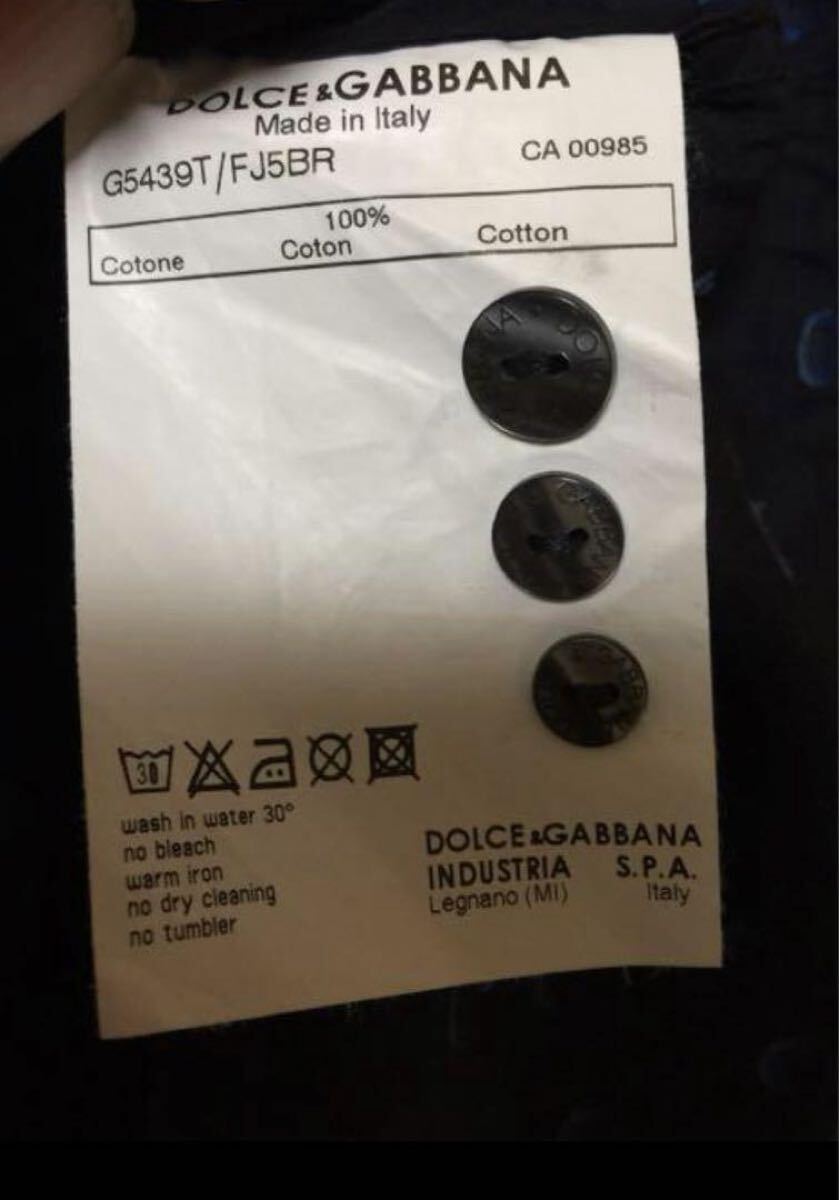 DOLCE&GABBANA
Made in Italy
G5439T/FJ5BR CA 00985
100%
Cotone Coton Cotton
30
wash in water 30°
no bleach
warm iron
no dry cleaning
no tumbler
DOLCE&GABBANA
INDUSTRIA S.P.A.
Legnano (MI) Italy